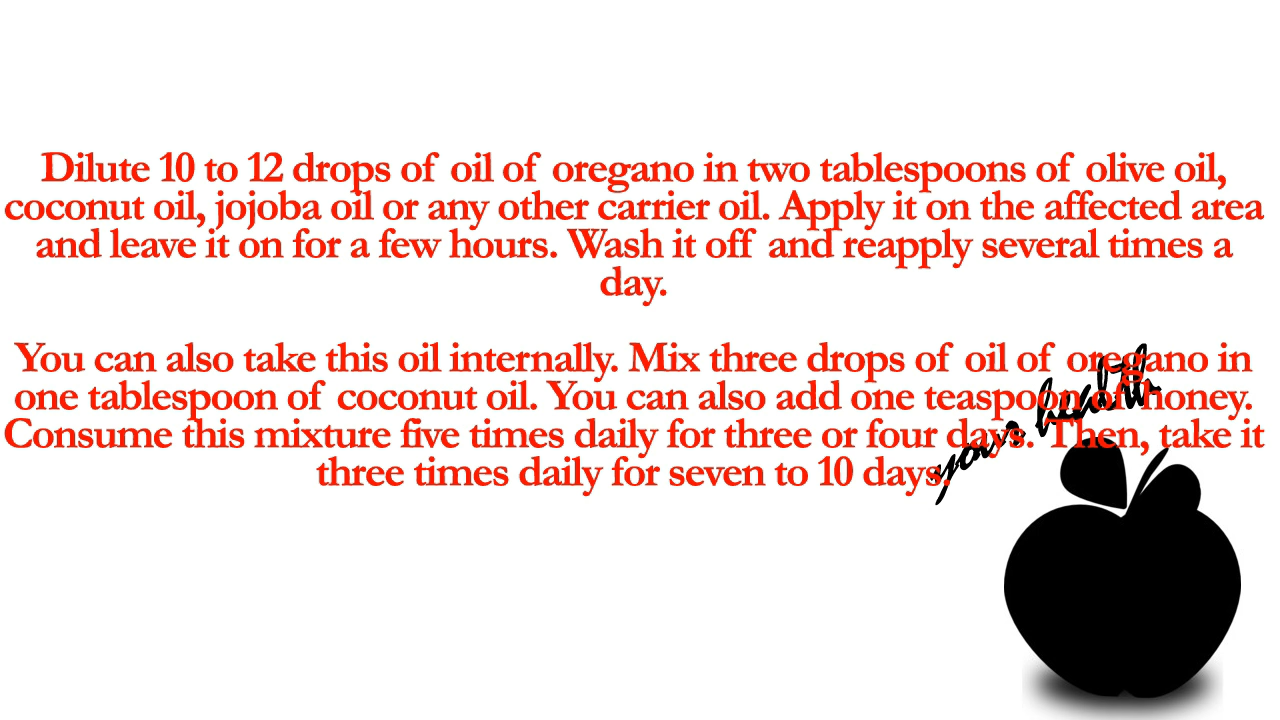 Dilute 10 to 12 drops of oil of oregano in two tablespoons of olive oil,
coconut oil, jojoba oil or any other carrier oil. Apply it on the affected area
and leave it on for a few hours. Wash it off and reapply several times a
day.
You can also take this oil internally. Mix three drops of oil of oregano in
one tablespoon of coconut oil. You can also add one teaspoon of honey.
Consume this mixture five times daily for three or four days. Then, take it
three times daily for seven to 10 days.
your health